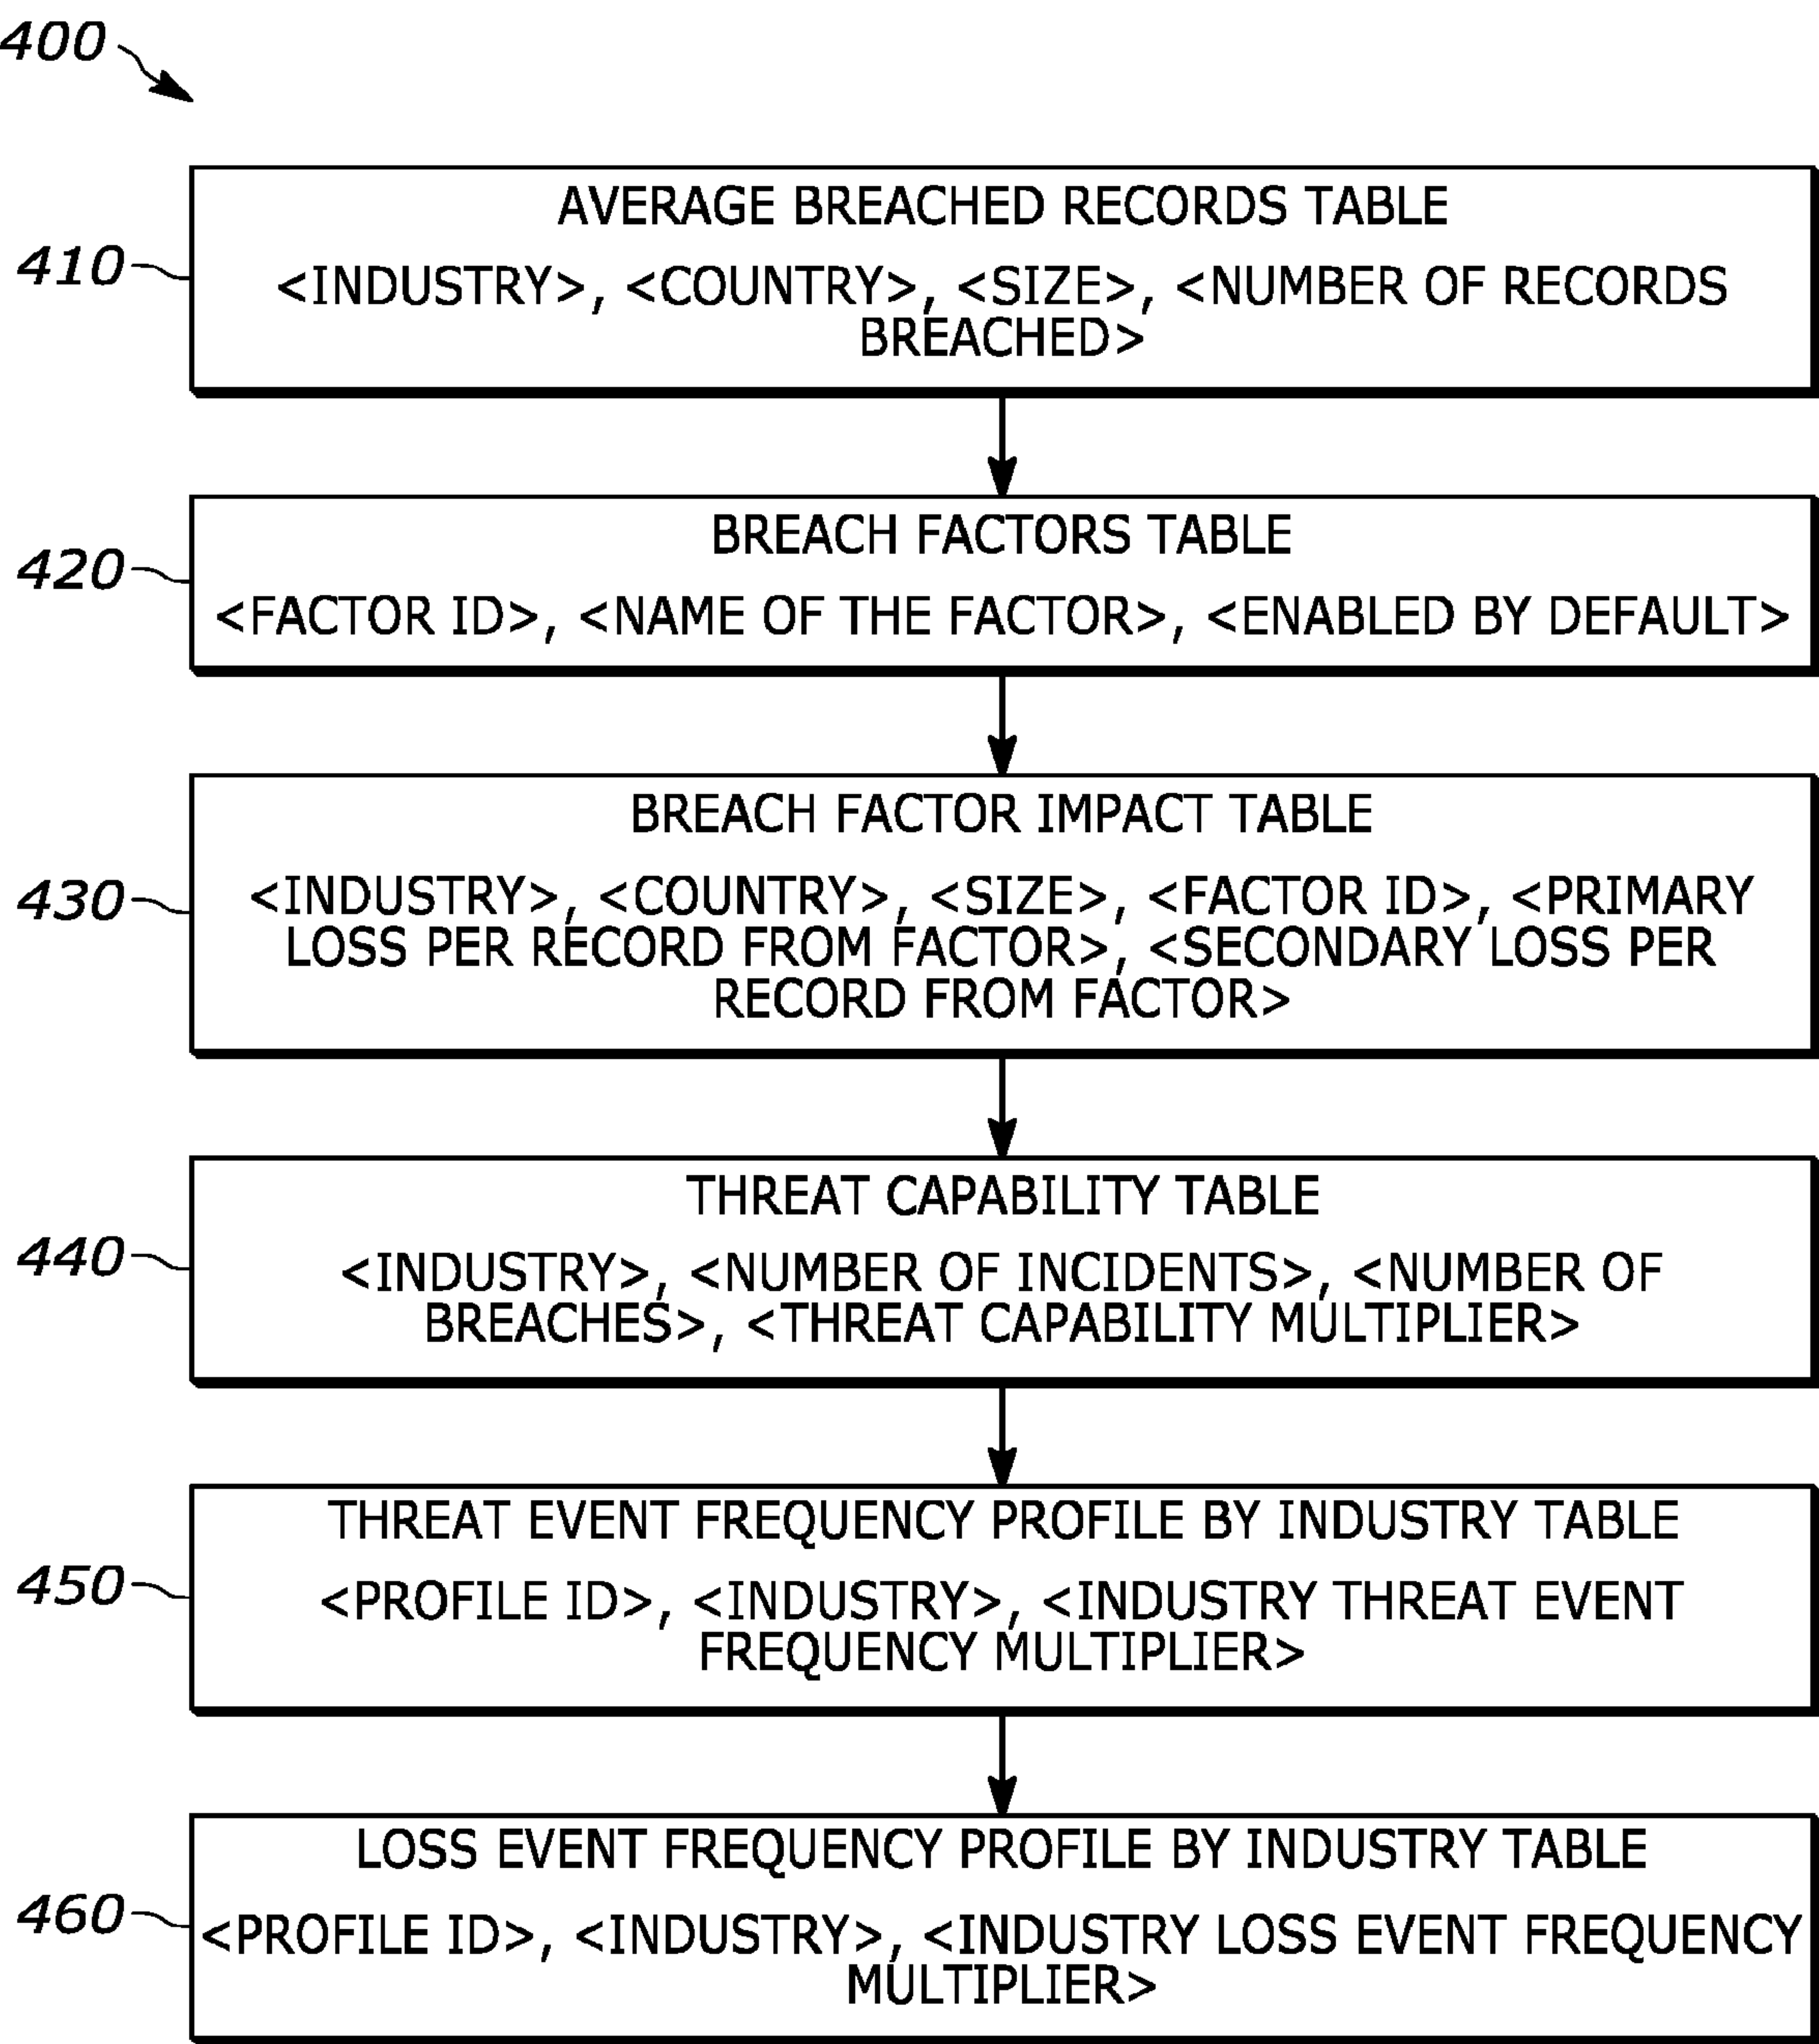 400
AVERAGE BREACHED RECORDS TABLE
410
<INDUSTRY>, <COUNTRY>, <SIZE>, <NUMBER OF RECORDS
BREACHED>
BREACH FACTORS TABLE
420
<FACTOR ID>, <NAME OF THE FACTOR>, <ENABLED BY DEFAULT>
BREACH FACTOR IMPACT TABLE
430
<INDUSTRY>, <COUNTRY>, <SIZE>, <FACTOR ID>, <PRIMARY
LOSS PER RECORD FROM FACTOR>, <SECONDARY LOSS PER
RECORD FROM FACTOR>
THREAT CAPABILITY TABLE
440
<INDUSTRY>, <NUMBER OF INCIDENTS>, <NUMBER OF
BREACHES>, <THREAT CAPABILITY MULTIPLIER>
THREAT EVENT FREQUENCY PROFILE BY INDUSTRY TABLE
450
<PROFILE ID>, <INDUSTRY>, <INDUSTRY THREAT EVENT
FREQUENCY MULTIPLIER>
LOSS EVENT FREQUENCY PROFILE BY INDUSTRY TABLE
460
<PROFILE ID>, <INDUSTRY>, <INDUSTRY LOSS EVENT FREQUENCY
MULTIPLIER>